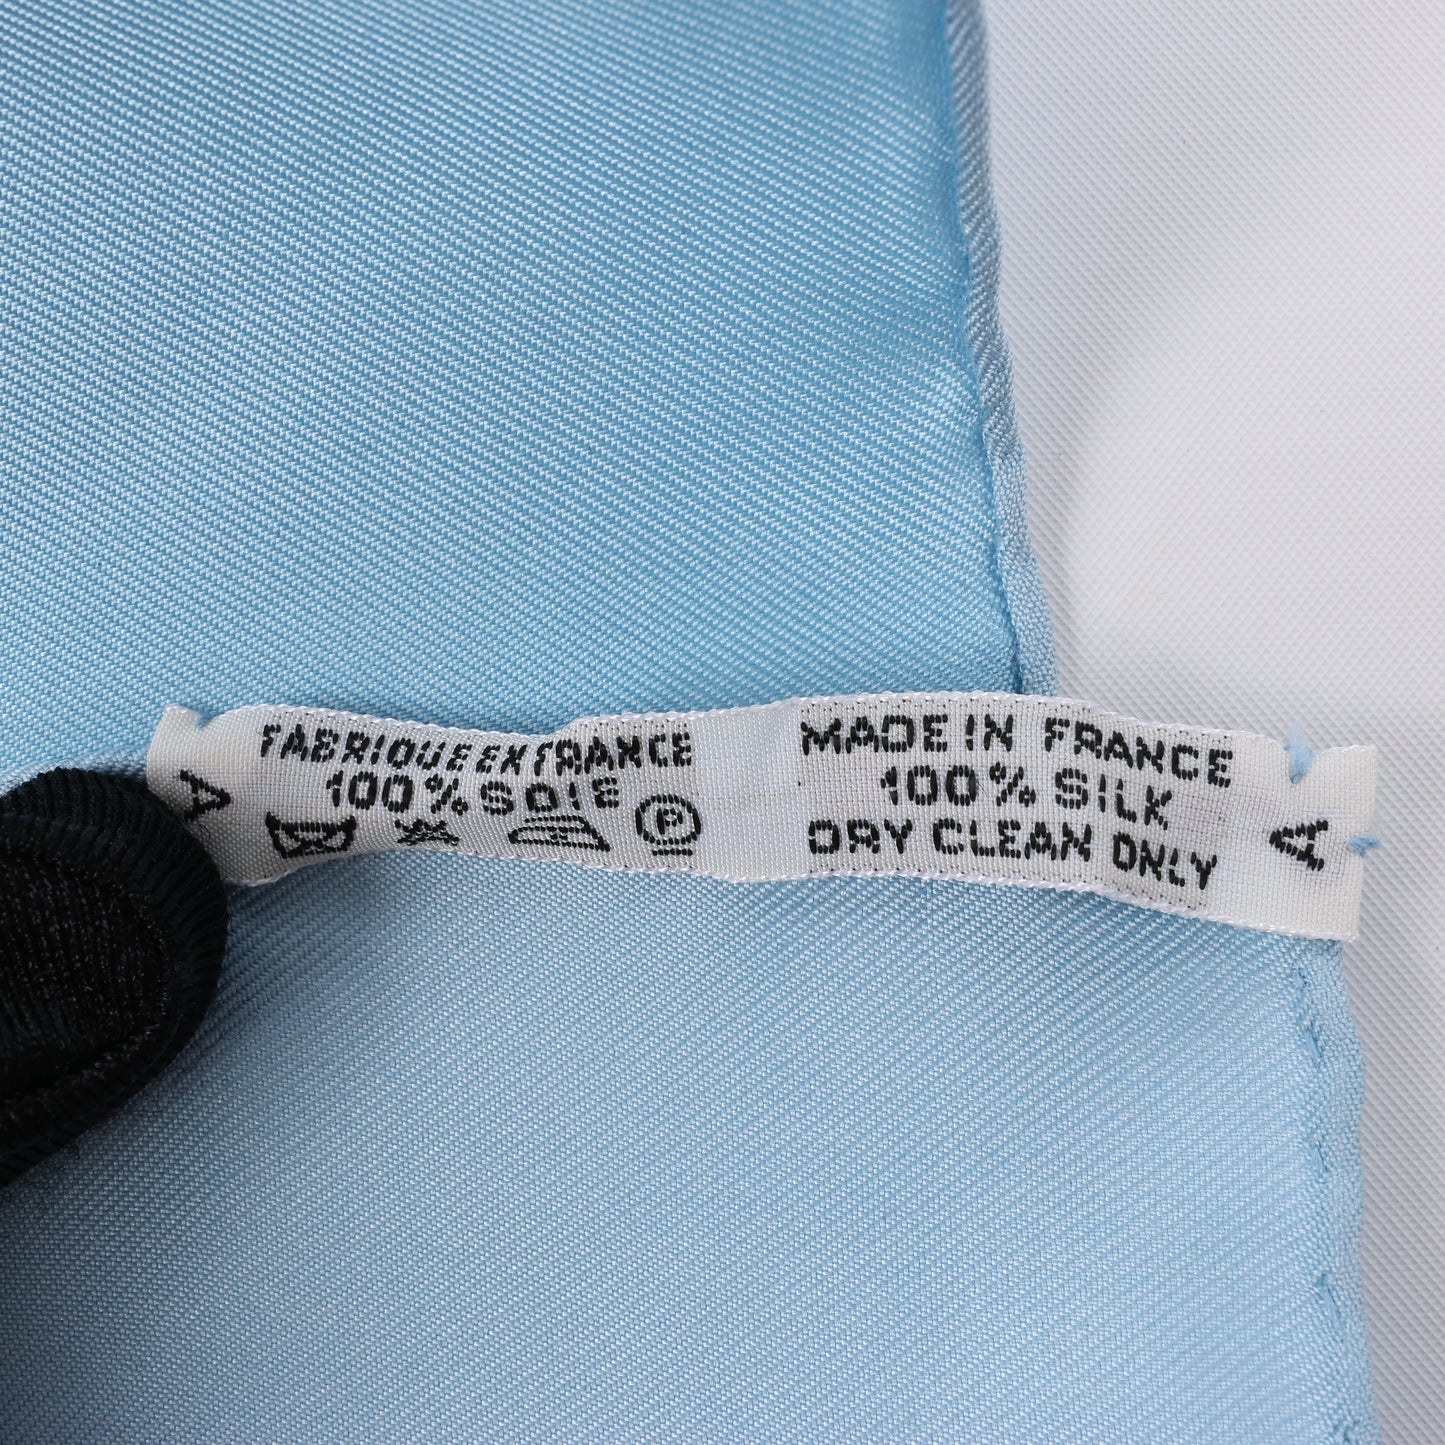 FABRIQUE EN FRANCE
100% SOIE
P
A
MADE IN FRANCE
100% SILK
DRY CLEAN ONLY
A